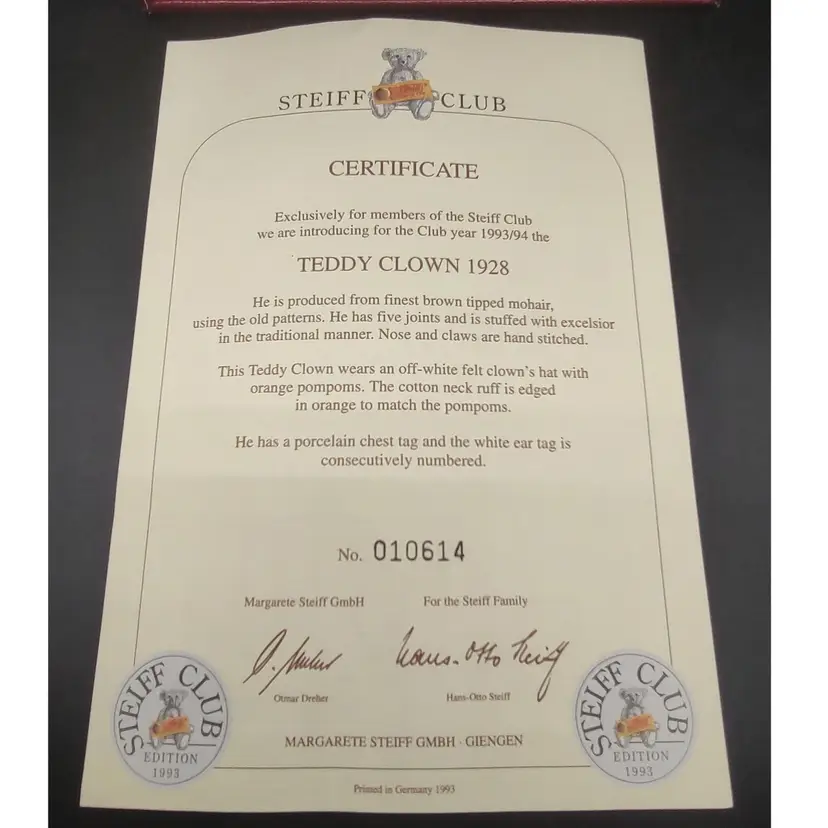 STEIFF CLUB
CERTIFICATE
Exclusively for members of the Steiff Club
we are introducing for the Club year 1993/94 the
TEDDY CLOWN 1928
He is produced from finest brown tipped mohair,
using the old patterns. He has five joints and is stuffed with excelsior
in the traditional manner. Nose and claws are hand stitched.
This Teddy Clown wears an off-white felt clown's hat with
orange pompoms. The cotton neck ruff is edged
in orange to match the pompoms.
He has a porcelain chest tag and the white ear tag is
consecutively numbered.
No. 010614
Margarete Steiff GmbH For the Steiff Family
O. Dreher Hans-Otto Steiff
Otmar Dreher Hans-Otto Steiff
MARGARETE STEIFF GMBH · GIENGEN
STEIFF CLUB
EDITION
1993
STEIFF CLUB
EDITION
1993
Printed in Germany 1993